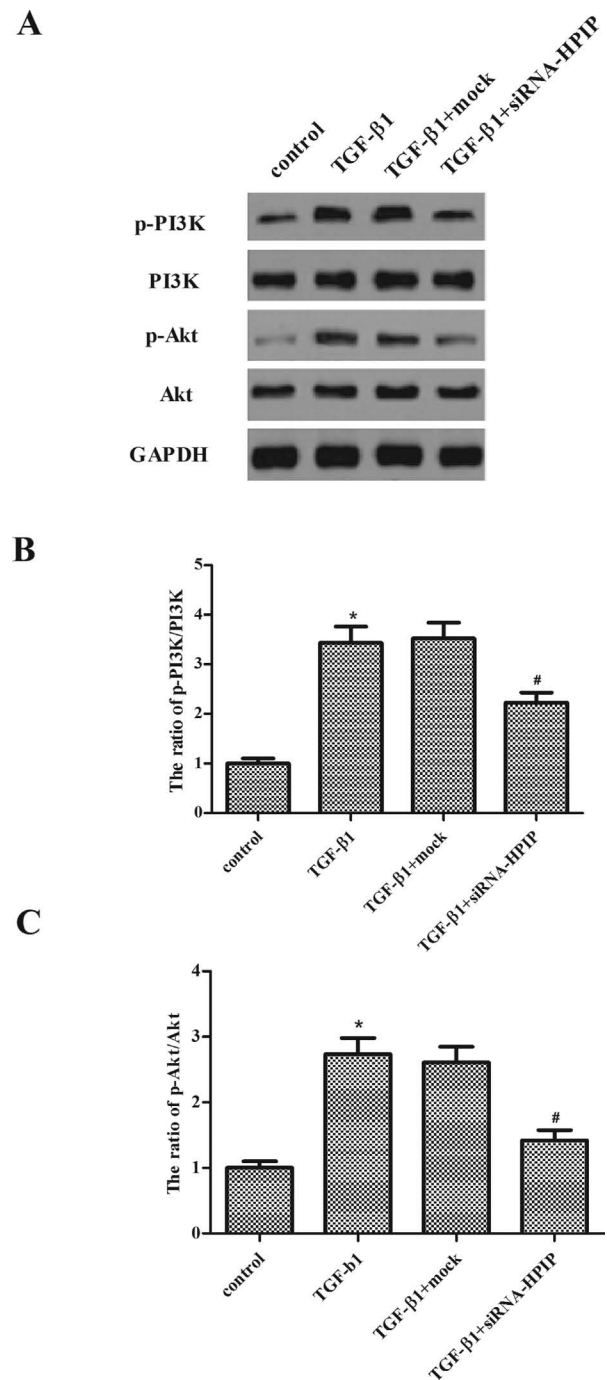 A
control
TGF-β1
TGF-β1+mock
TGF-β1+siRNA-HPIP
p-PI3K
PI3K
p-Akt
Akt
GAPDH
B
The ratio of p-PI3K/PI3K
5
4
3
2
1
0
*
#
control
TGF-β1
TGF-β1+mock
TGF-β1+siRNA-HPIP
C
The ratio of p-Akt/Akt
4
3
2
1
0
*
#
control
TGF-b1
TGF-β1+mock
TGF-β1+siRNA-HPIP